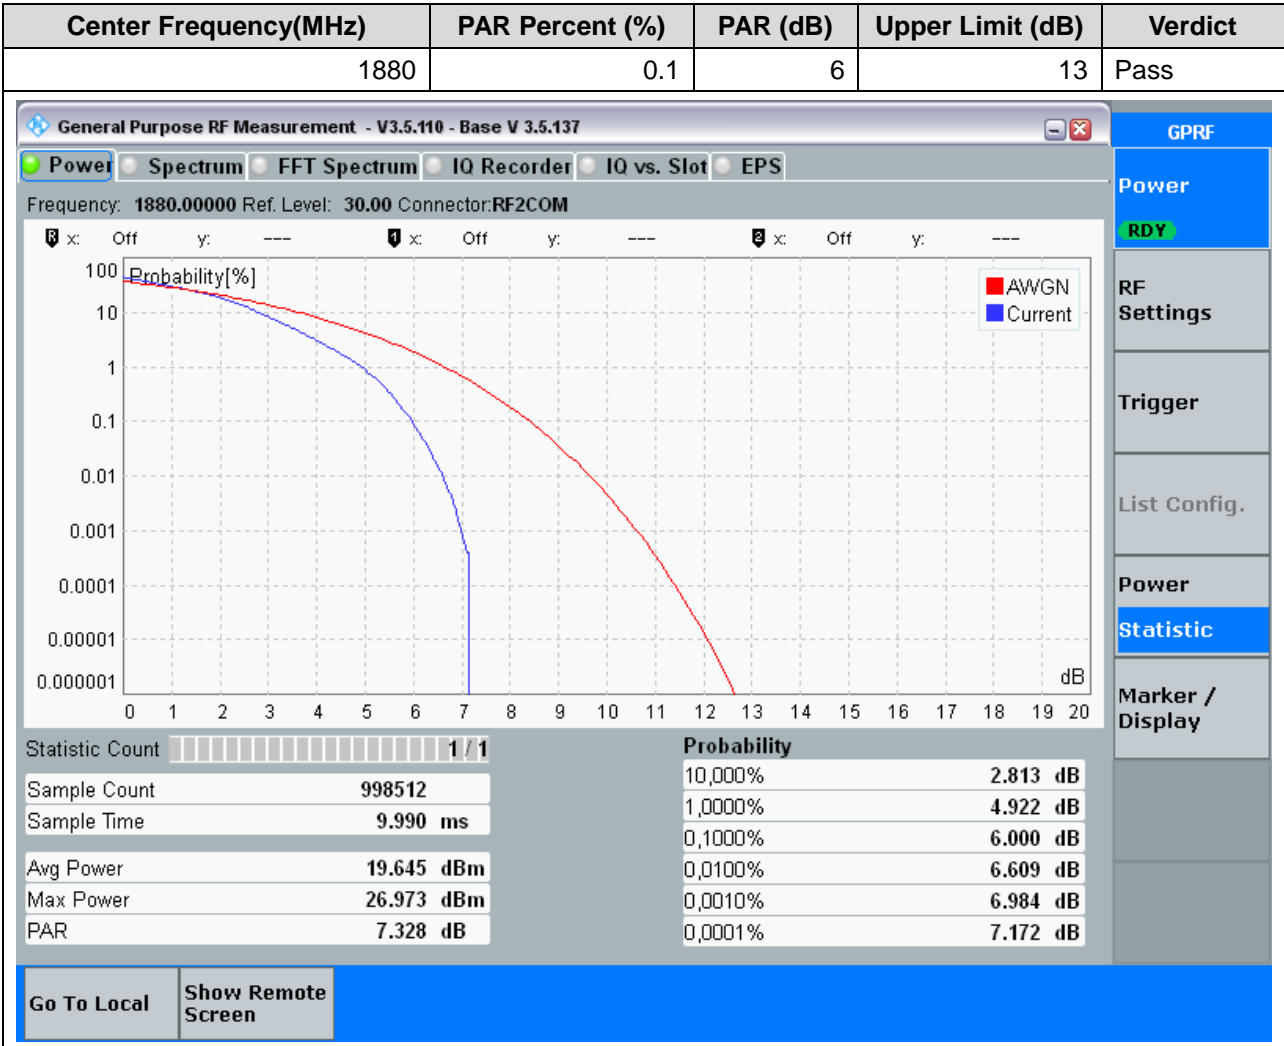 Center Frequency(MHz) PAR Percent (%) PAR (dB) Upper Limit (dB) Verdict
1880 0.1 6 13 Pass
General Purpose RF Measurement - V3.5.110 - Base V 3.5.137
GPRF
Power Spectrum FFT Spectrum IQ Recorder IQ vs. Slot EPS
Frequency: 1880.00000 Ref. Level: 30.00 Connector:RF2COM
R x: Off y: --- 1 x: Off y: --- 2 x: Off y: ---
Probability[%]
AWGN
Current
100
10
1
0.1
0.01
0.001
0.0001
0.00001
0.000001
dB
0 1 2 3 4 5 6 7 8 9 10 11 12 13 14 15 16 17 18 19 20
Statistic Count 1 / 1
Sample Count 998512
Sample Time 9.990 ms
Avg Power 19.645 dBm
Max Power 26.973 dBm
PAR 7.328 dB
Probability
10,000% 2.813 dB
1,0000% 4.922 dB
0,1000% 6.000 dB
0,0100% 6.609 dB
0,0010% 6.984 dB
0,0001% 7.172 dB
Power
RDY
RF
Settings
Trigger
List Config.
Power
Statistic
Marker /
Display
Go To Local
Show Remote
Screen